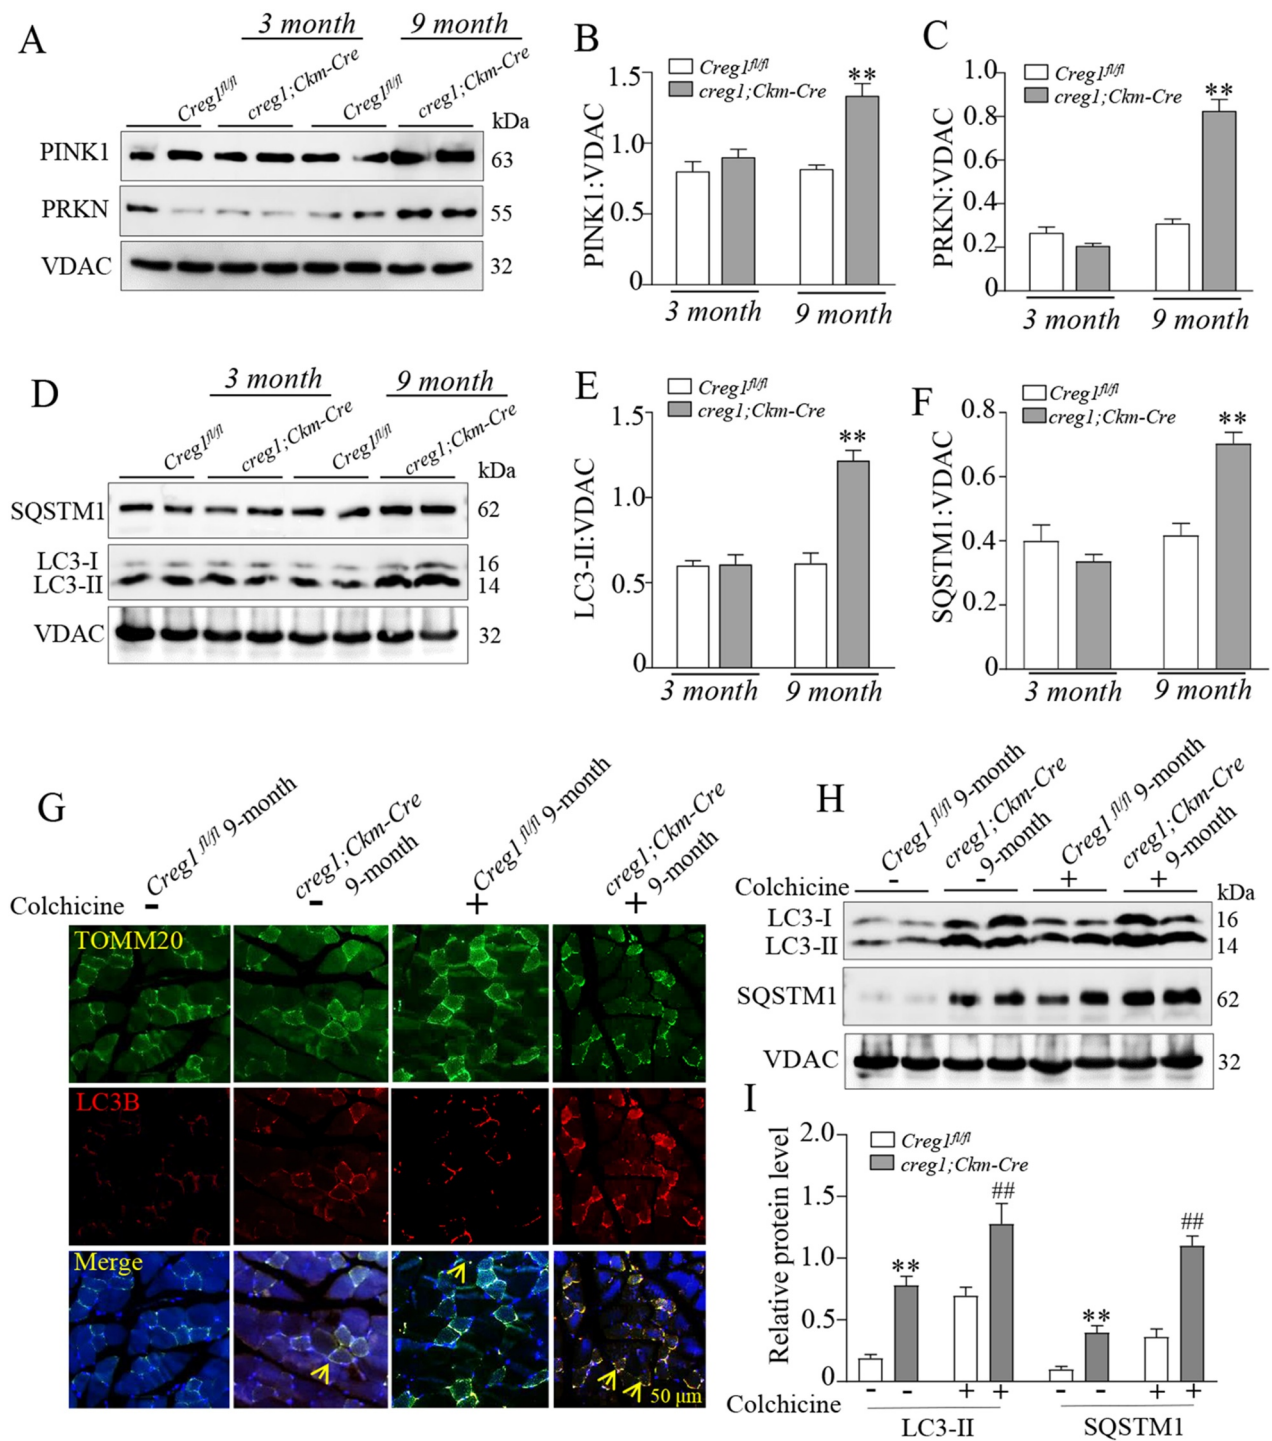 A
3 month
9 month
Creg1fl/fl
creg1;Ckm-Cre
Creg1fl/fl
creg1;Ckm-Cre
kDa
PINK1
63
PRKN
55
VDAC
32
B
Creg1fl/fl
creg1;Ckm-Cre
PINK1:VDAC
1.5
1.0
0.5
0
**
3 month
9 month
C
Creg1fl/fl
creg1;Ckm-Cre
PRKN:VDAC
1.0
0.8
0.6
0.4
0.2
0
**
3 month
9 month
D
3 month
9 month
Creg1fl/fl
creg1;Ckm-Cre
Creg1fl/fl
creg1;Ckm-Cre
kDa
SQSTM1
62
LC3-I
16
LC3-II
14
VDAC
32
E
Creg1fl/fl
creg1;Ckm-Cre
LC3-II:VDAC
1.5
1.0
0.5
0
**
3 month
9 month
F
Creg1fl/fl
creg1;Ckm-Cre
SQSTM1:VDAC
0.8
0.6
0.4
0.2
0
**
3 month
9 month
G
Creg1 fl/fl 9-month
creg1;Ckm-Cre
9-month
Creg1 fl/fl 9-month
creg1;Ckm-Cre
9-month
Colchicine - - + +
TOMM20
LC3B
Merge
50 µm
H
Creg1 fl/fl 9-month
creg1;Ckm-Cre
9-month
Creg1 fl/fl 9-month
creg1;Ckm-Cre
9-month
Colchicine - - + +
kDa
LC3-I
16
LC3-II
14
SQSTM1
62
VDAC
32
I
Creg1fl/fl
creg1;Ckm-Cre
Relative protein level
2.0
1.5
1.0
0.5
0
**
##
**
##
Colchicine - - + + - - + +
LC3-II
SQSTM1